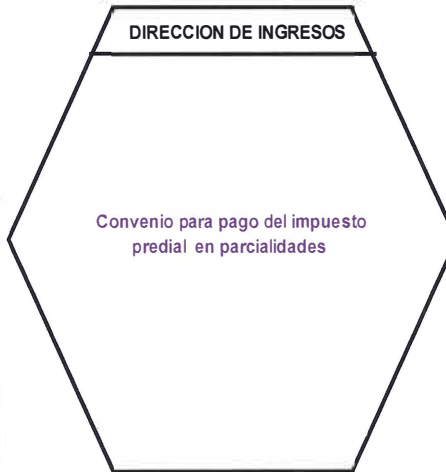 DIRECCION DE INGRESOS
Convenio para pago del impuesto
predial en parcialidades